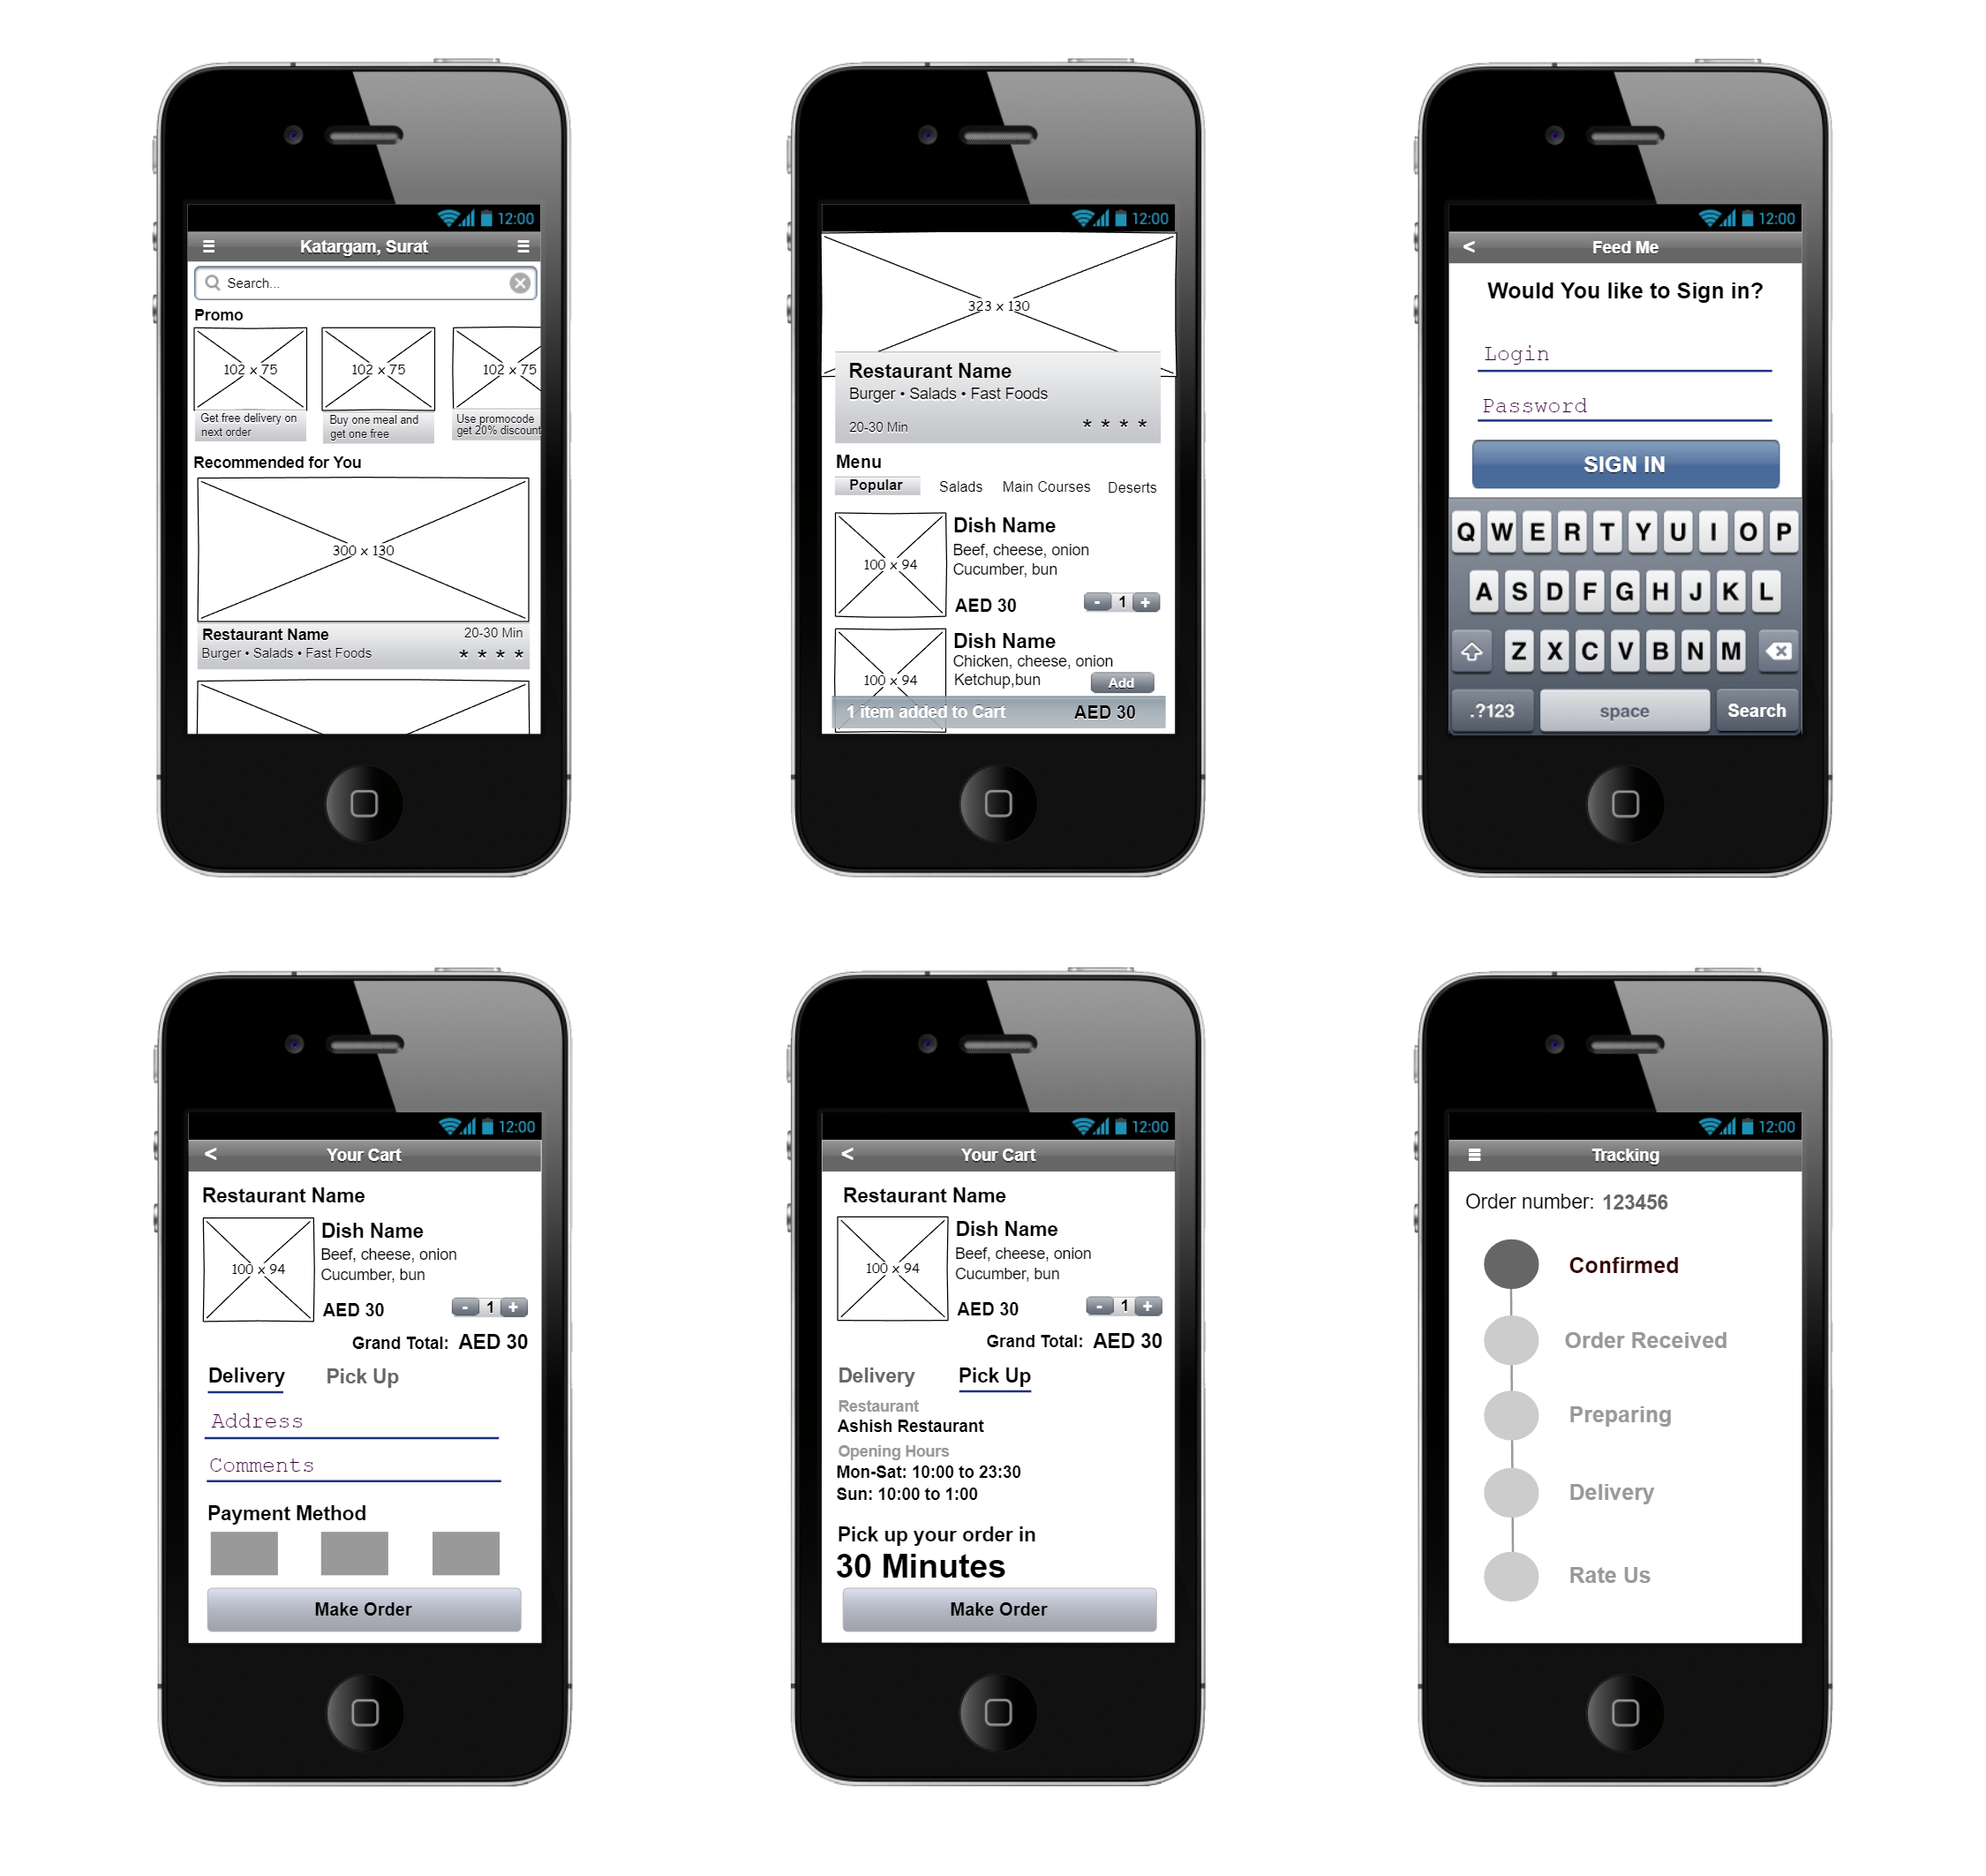 12:00
Katargam, Surat
Search...
Promo
102 x 75
102 x 75
102 x 75
Get free delivery on
next order
Buy one meal and
get one free
Use promocode
get 20% discount
Recommended for You
300 x 130
Restaurant Name
20-30 Min
Burger • Salads • Fast Foods
* * * *
12:00
323 x 130
Restaurant Name
Burger • Salads • Fast Foods
20-30 Min
* * * *
Menu
Popular Salads Main Courses Deserts
100 x 94
Dish Name
Beef, cheese, onion
Cucumber, bun
AED 30
- 1 +
100 x 94
Dish Name
Chicken, cheese, onion
Ketchup,bun
Add
1 item added to Cart AED 30
12:00
< Feed Me
Would You like to Sign in?
Login
Password
SIGN IN
Q W E R T Y U I O P
A S D F G H J K L
Z X C V B N M
.?123 space Search
12:00
< Your Cart
Restaurant Name
100 x 94
Dish Name
Beef, cheese, onion
Cucumber, bun
AED 30
- 1 +
Grand Total: AED 30
Delivery Pick Up
Address
Comments
Payment Method
Make Order
12:00
< Your Cart
Restaurant Name
100 x 94
Dish Name
Beef, cheese, onion
Cucumber, bun
AED 30
- 1 +
Grand Total: AED 30
Delivery Pick Up
Restaurant
Ashish Restaurant
Opening Hours
Mon-Sat: 10:00 to 23:30
Sun: 10:00 to 1:00
Pick up your order in
30 Minutes
Make Order
12:00
Tracking
Order number: 123456
Confirmed
Order Received
Preparing
Delivery
Rate Us